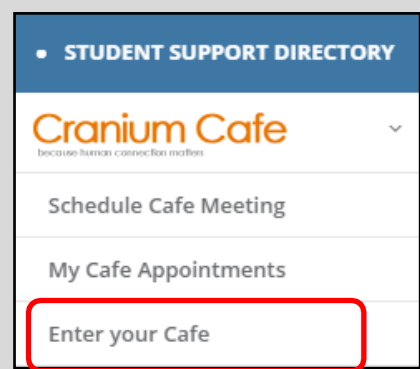 • STUDENT SUPPORT DIRECTORY
Cranium Cafe
because human connection matters
Schedule Cafe Meeting
My Cafe Appointments
Enter your Cafe